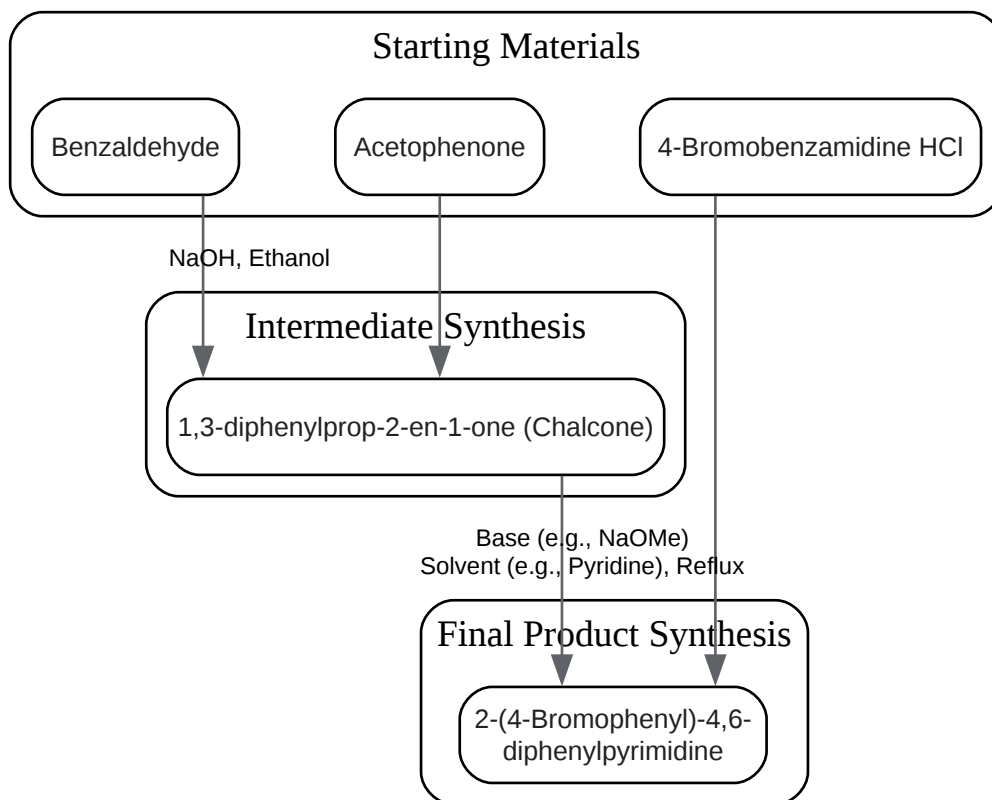 Starting Materials
Benzaldehyde
Acetophenone
4-Bromobenzamidine HCl
NaOH, Ethanol
Intermediate Synthesis
1,3-diphenylprop-2-en-1-one (Chalcone)
Base (e.g., NaOMe)
Solvent (e.g., Pyridine), Reflux
Final Product Synthesis
2-(4-Bromophenyl)-4,6-
diphenylpyrimidine